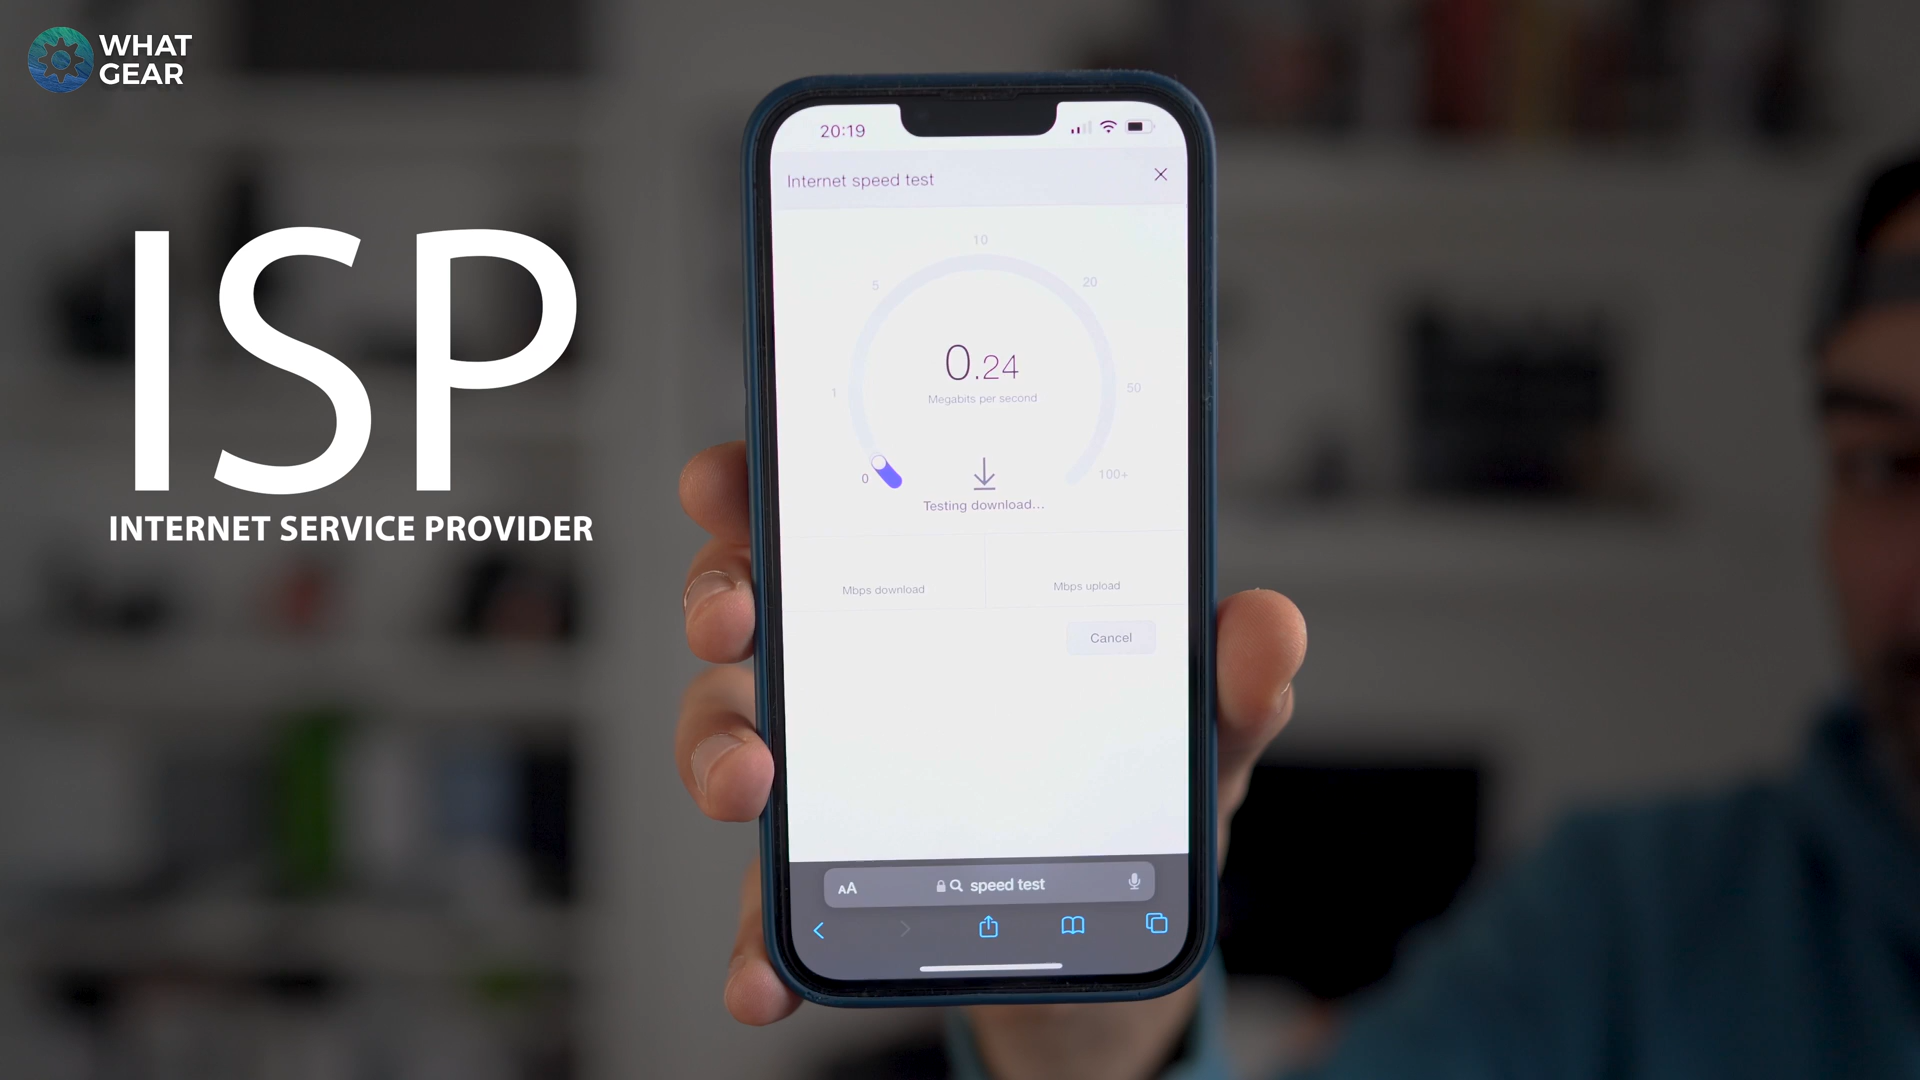 WHAT
GEAR
ISP
INTERNET SERVICE PROVIDER
20:19
Internet speed test
10
5
20
0.24
Megabits per second
1
50
0
100+
Testing download...
Mbps download
Mbps upload
Cancel
AA
speed test